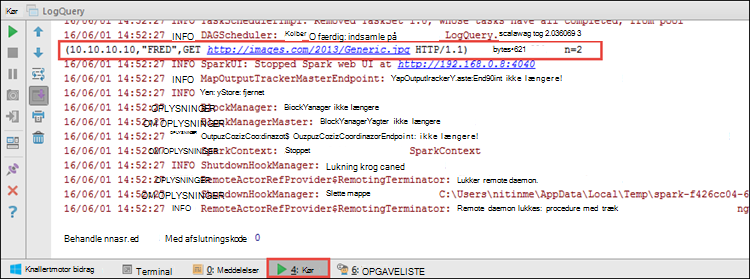 Kør LogQuery
16/06/01 14:52:27 INFO TaskSchedulerImpl: Removed TaskSet 1.0, whose tasks have all completed, from pool
16/06/01 14:52:27 INFO DAGScheduler: Kolber O færdig: indsamle på LogQuery. scalawag tog 2.036069 3
(10.10.10.10,"FRED",GET http://images.com/2013/Generic.jpg HTTP/1.1) bytes•621 n=2
16/06/01 14:52:27 INFO SparkUI: Stopped Spark web UI at http://192.168.0.8:4040
16/06/01 14:52:27 INFO MapOutputTrackerMasterEndpoint: YapOutputIrackerY.aste:End90int ikke længere!
16/06/01 14:52:27 INFO Yen: yStore: fjernet
16/06/01 14:52:27 OPLYSNINGER BlockManager: BlockYanager ikke længere
16/06/01 14:52:27 OM OPLYSNINGER BlockManagerMaster: BlockManagerYagter ikke længere
16/06/01 14:52:27 OPLYSNINGER OutpuzCozizCoo:dinazot$ OuzpuzCozizCoordinazorEndpoint: ikke længere!
16/06/01 14:52:27 OPLYSNINGER SparkContext: Stoppet SparkContext
16/06/01 14:52:27 INFO ShutdownHookManager: Lukning krog caned
16/06/01 14:52:27 INFO RemoteActorRefProvider$RemotingTerminator: Lukker remote daemon.
16/06/01 14:52:27 OM OPLYSNINGER ShutdownHookManager: Slette mappe C:\Users\nitinme\AppData\Local\Temp\spark-f426cc04-6
16/06/01 14:52:27 INFO RemoteActorRefProvider$RemotingTerminator: Remote daemon lukkes: procedure med træk ng
Behandle nnasr.ed Med afslutningskode 0
Knallertmotor bidrag Terminal 0: Meddelelser 4: Kør 6: OPGAVELISTE